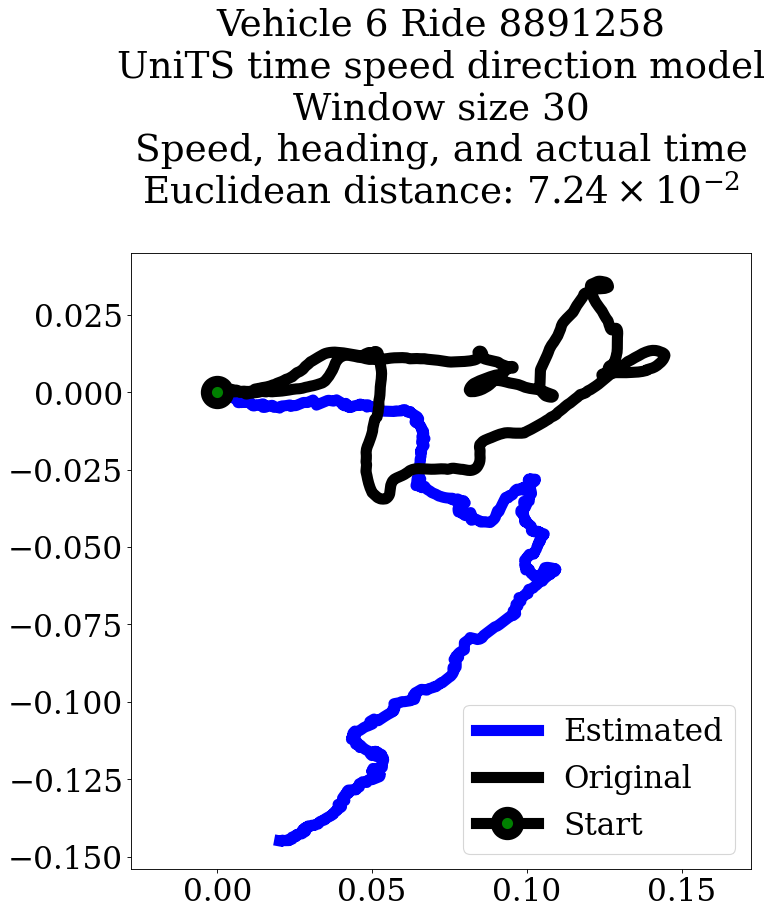 Vehicle 6 Ride 8891258
UniTS time speed direction model
Window size 30
Speed, heading, and actual time
Euclidean distance: 7.24 × 10⁻²
0.025
0.000
−0.025
−0.050
−0.075
−0.100
−0.125
−0.150
Estimated
Original
Start
0.00 0.05 0.10 0.15